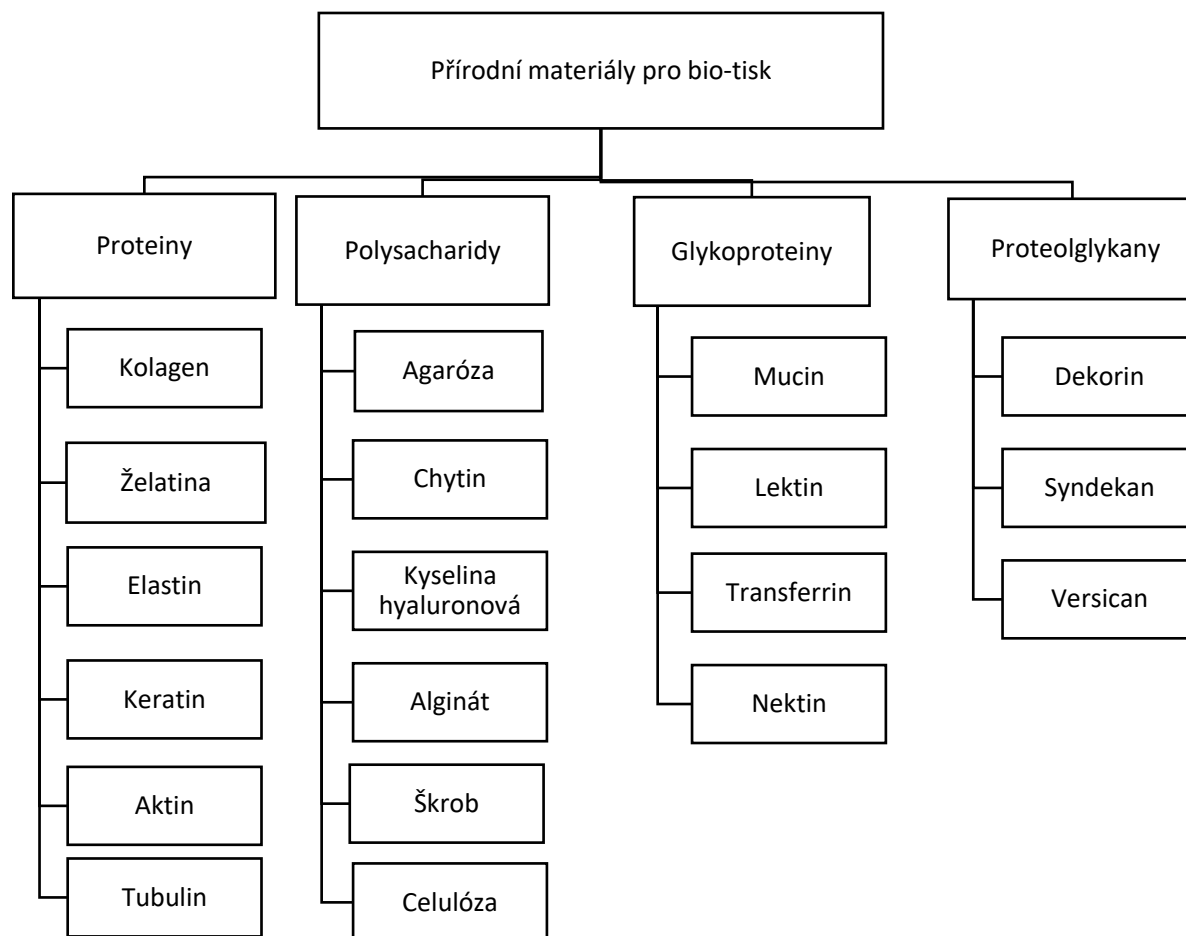 Přírodní materiály pro bio-tisk
Proteiny
Kolagen
Želatina
Elastin
Keratin
Aktin
Tubulin
Polysacharidy
Agaróza
Chytin
Kyselina
hyaluronová
Alginát
Škrob
Celulóza
Glykoproteiny
Mucin
Lektin
Transferrin
Nektin
Proteolglykany
Dekorin
Syndekan
Versican